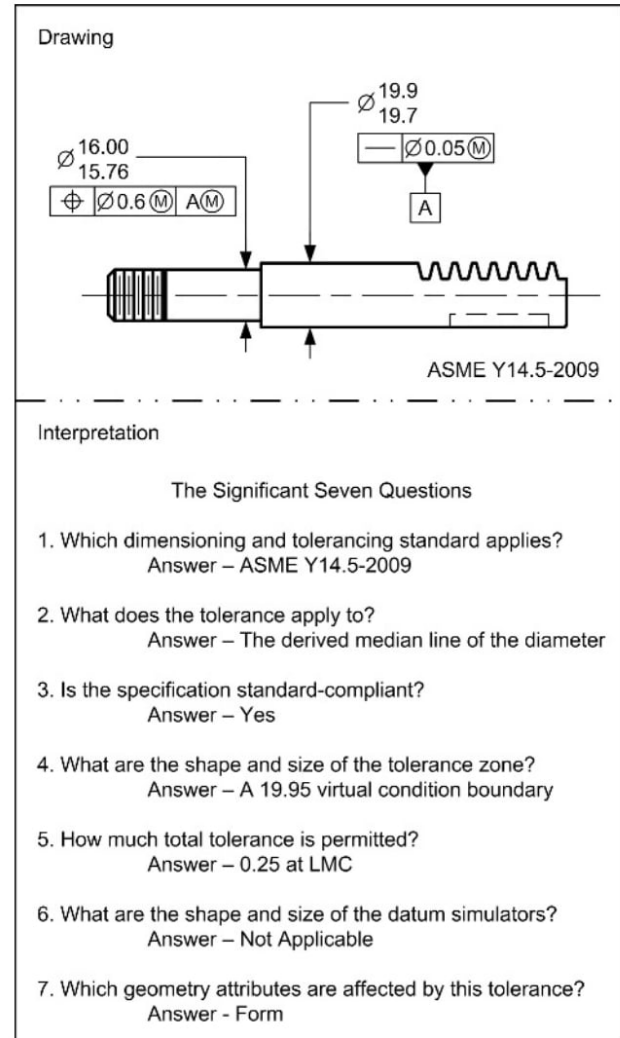 Drawing
⌀ 19.9
19.7
— ⌀0.05Ⓜ
A
⌀ 16.00
15.76
⌖ ⌀0.6Ⓜ AⓂ
ASME Y14.5-2009
Interpretation
The Significant Seven Questions
1. Which dimensioning and tolerancing standard applies?
Answer – ASME Y14.5-2009
2. What does the tolerance apply to?
Answer – The derived median line of the diameter
3. Is the specification standard-compliant?
Answer – Yes
4. What are the shape and size of the tolerance zone?
Answer – A 19.95 virtual condition boundary
5. How much total tolerance is permitted?
Answer – 0.25 at LMC
6. What are the shape and size of the datum simulators?
Answer – Not Applicable
7. Which geometry attributes are affected by this tolerance?
Answer - Form